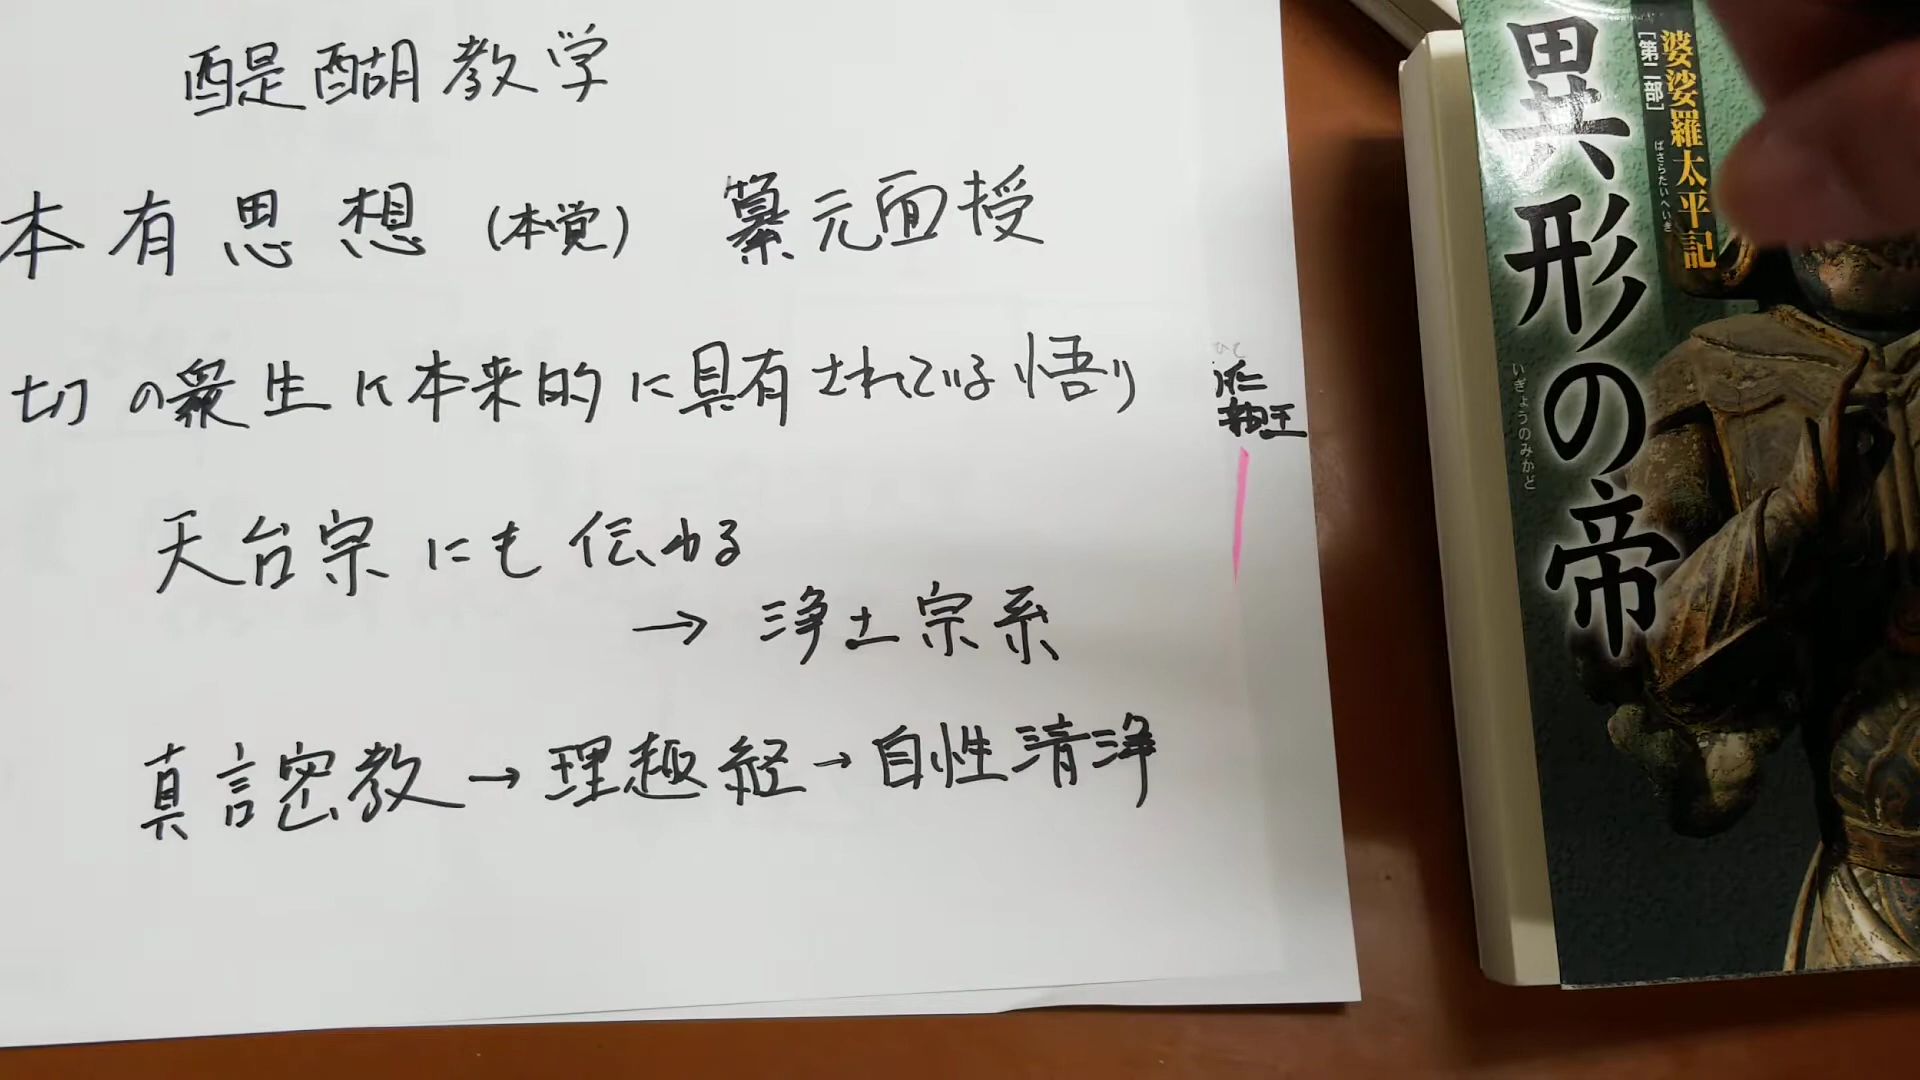 醍醐教学
本有思想（本覚） 纂元面授
切の衆生に本来的に具有されている悟り
天台宗にも伝わる
→ 浄土宗系
真言密教→理趣経→自性清浄
婆娑羅太平記
ばさらたいへいき
［第二部］
異形の帝
いぎょうのみかど